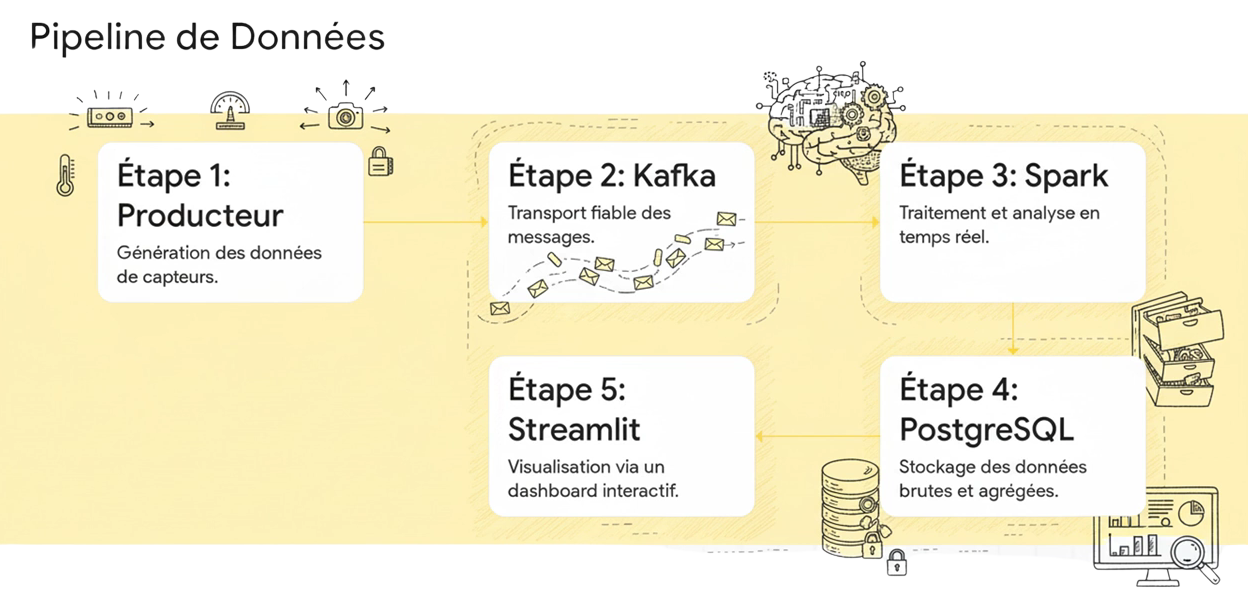 Pipeline de Données
Étape 1:
Producteur
Génération des données
de capteurs.
Étape 2: Kafka
Transport fiable des
messages.
Étape 3: Spark
Traitement et analyse en
temps réel.
Étape 4:
PostgreSQL
Stockage des données
brutes et agrégées.
Étape 5:
Streamlit
Visualisation via un
dashboard interactif.